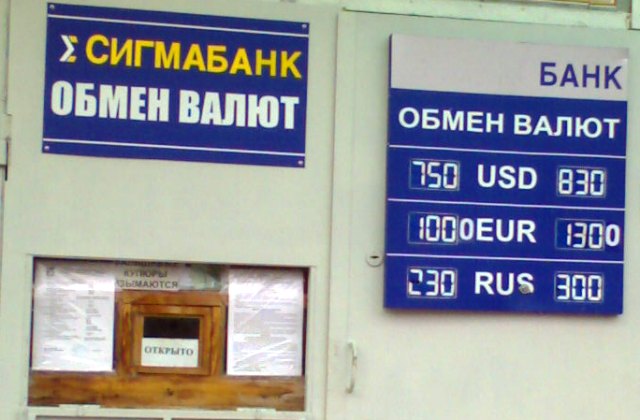 Σ СИГМАБАНК
ОБМЕН ВАЛЮТ
БАНК
ОБМЕН ВАЛЮТ
750 USD 830
1000 EUR 1300
230 RUS 300
КУПЮРЫ
ОТКРЫТО